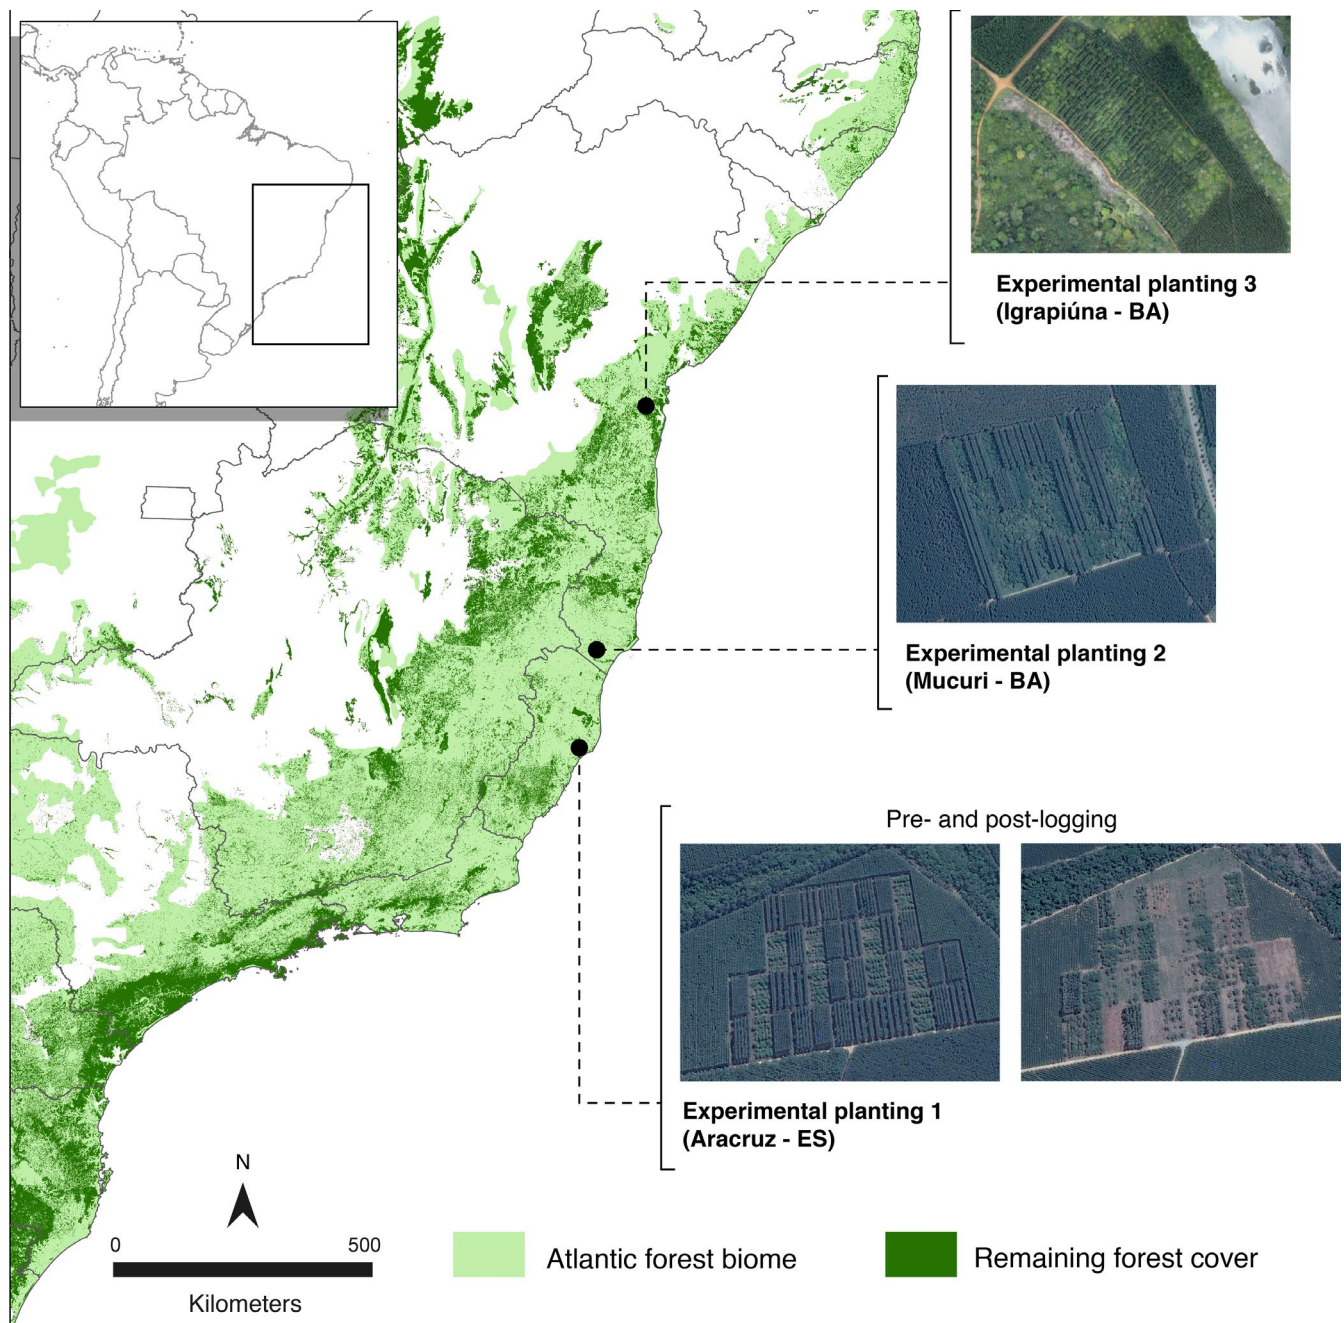 Experimental planting 3
(Igrapiúna - BA)
Experimental planting 2
(Mucuri - BA)
Pre- and post-logging
Experimental planting 1
(Aracruz - ES)
N
0 500
Kilometers
Atlantic forest biome
Remaining forest cover